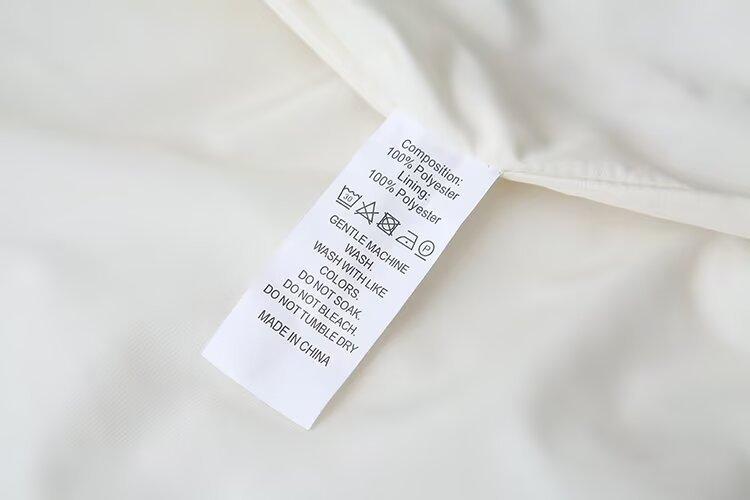 Composition:
100% Polyester
Lining:
100% Polyester
30 P
GENTLE MACHINE
WASH.
WASH WITH LIKE
COLORS.
DO NOT SOAK.
DO NOT BLEACH.
DO NOT TUMBLE DRY
MADE IN CHINA